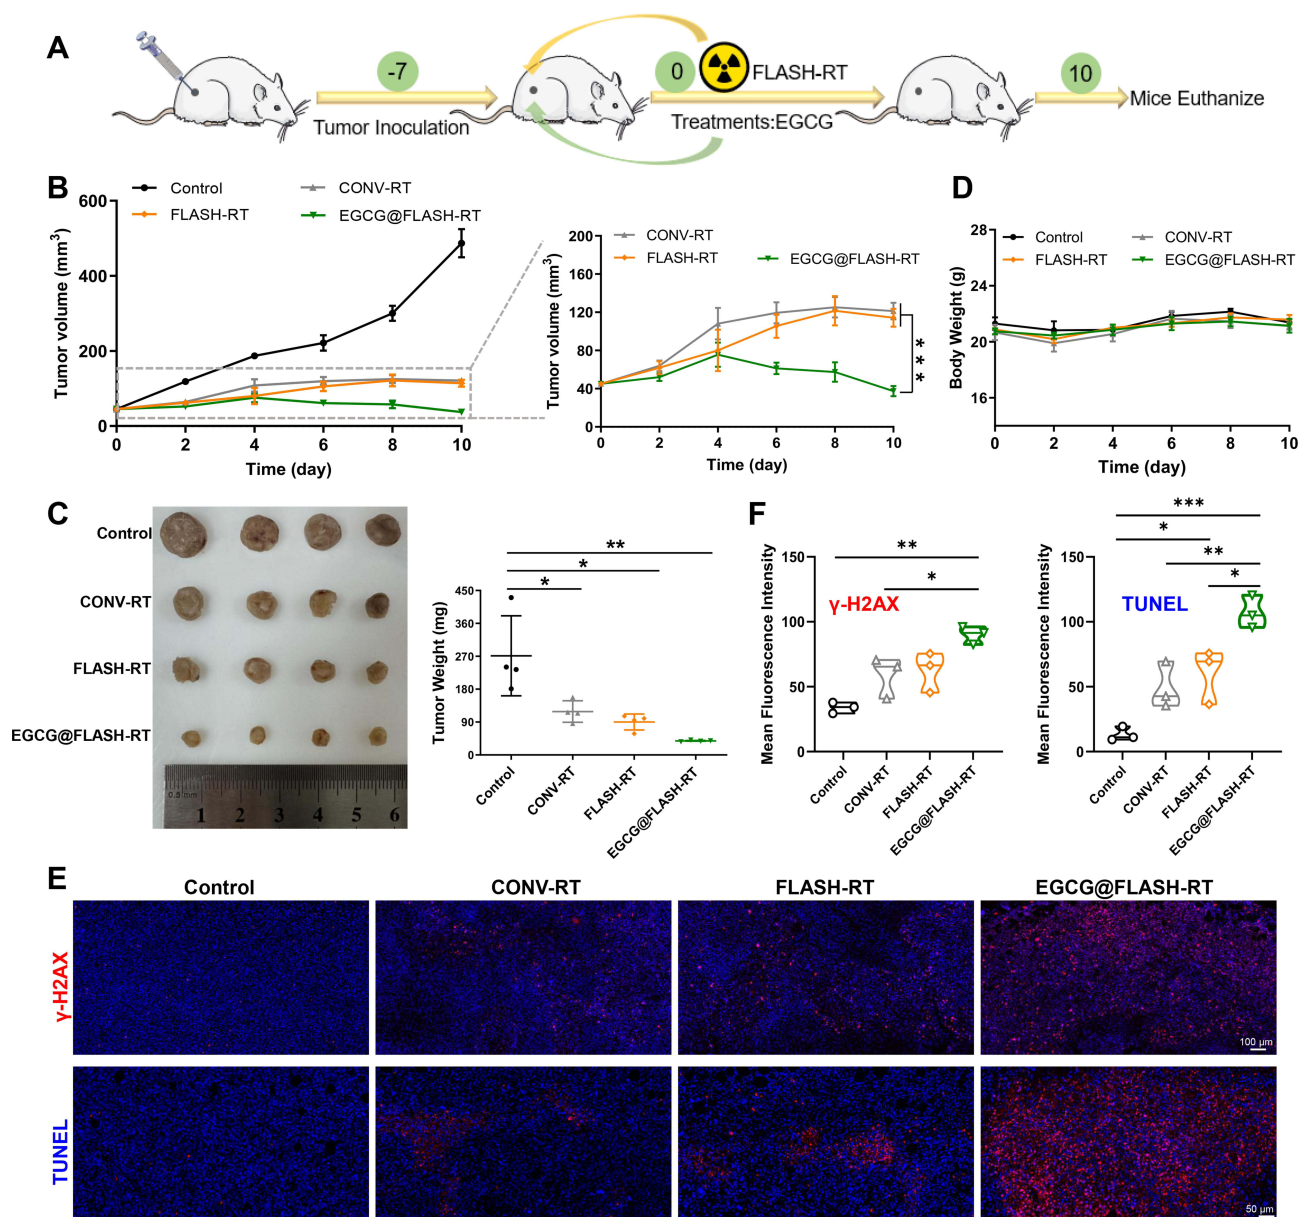 A
-7
0
FLASH-RT
10
Tumor Inoculation
Treatments:EGCG
Mice Euthanize
B
Control
CONV-RT
FLASH-RT
EGCG@FLASH-RT
Tumor volume (mm³)
600
400
200
0
0 2 4 6 8 10
Time (day)
CONV-RT
FLASH-RT
EGCG@FLASH-RT
Tumor volume (mm³)
200
160
120
80
40
0
0 2 4 6 8 10
Time (day)
***
D
Control
CONV-RT
FLASH-RT
EGCG@FLASH-RT
Body Weight (g)
28
24
20
16
0 2 4 6 8 10
Time (day)
C
Control
CONV-RT
FLASH-RT
EGCG@FLASH-RT
0.5 mm
1 2 3 4 5 6
**
*
*
Tumor Weight (mg)
450
360
270
180
90
0
Control
CONV-RT
FLASH-RT
EGCG@FLASH-RT
F
**
*
γ-H2AX
Mean Fluorescence Intensity
150
100
50
0
Control
CONV-RT
FLASH-RT
EGCG@FLASH-RT
***
*
**
*
TUNEL
Mean Fluorescence Intensity
150
100
50
0
Control
CONV-RT
FLASH-RT
EGCG@FLASH-RT
E
Control
CONV-RT
FLASH-RT
EGCG@FLASH-RT
γ-H2AX
100 µm
TUNEL
50 µm